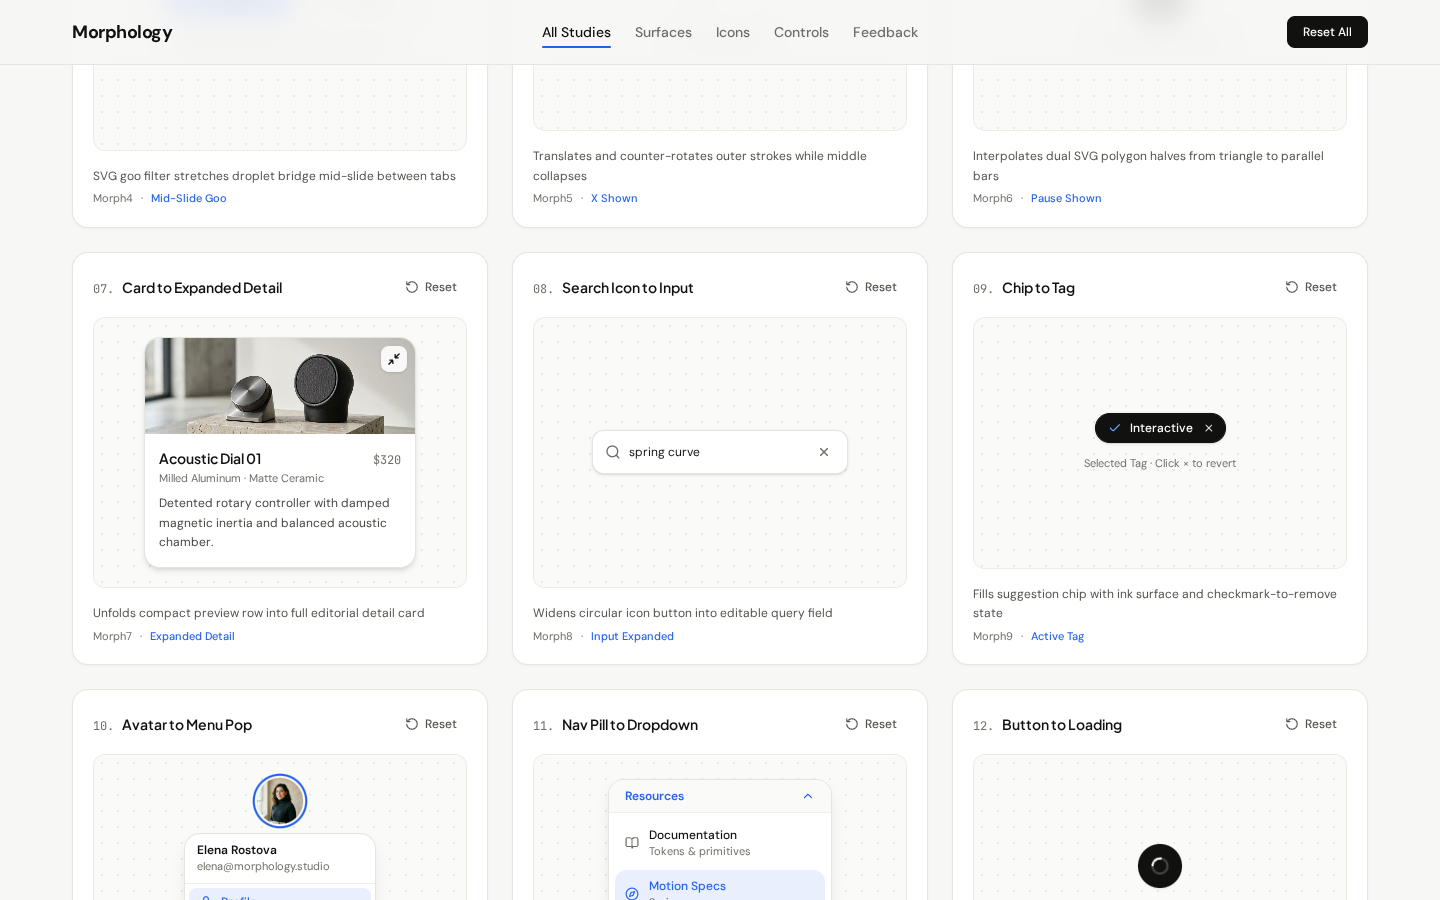 Morphology
All Studies
Surfaces
Icons
Controls
Feedback
Reset All
SVG goo filter stretches droplet bridge mid-slide between tabs
Morph4 · Mid-Slide Goo
Translates and counter-rotates outer strokes while middle
collapses
Morph5 · X Shown
Interpolates dual SVG polygon halves from triangle to parallel
bars
Morph6 · Pause Shown
07. Card to Expanded Detail
Reset
Acoustic Dial 01
$320
Milled Aluminum · Matte Ceramic
Detented rotary controller with damped
magnetic inertia and balanced acoustic
chamber.
Unfolds compact preview row into full editorial detail card
Morph7 · Expanded Detail
08. Search Icon to Input
Reset
spring curve
Widens circular icon button into editable query field
Morph8 · Input Expanded
09. Chip to Tag
Reset
Interactive
Selected Tag · Click × to revert
Fills suggestion chip with ink surface and checkmark-to-remove
state
Morph9 · Active Tag
10. Avatar to Menu Pop
Reset
Elena Rostova
elena@morphology.studio
11. Nav Pill to Dropdown
Reset
Resources
Documentation
Tokens & primitives
Motion Specs
12. Button to Loading
Reset